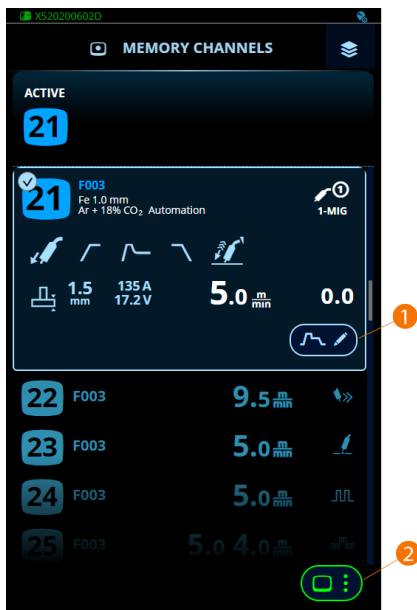 X520200602D
MEMORY CHANNELS
ACTIVE
21
21 F003
Fe 1.0 mm
Ar + 18% CO₂ Automation
1
1-MIG
1.5 mm 135 A 17.2 V 5.0 m/min 0.0
1
22 F003 9.5 m/min
23 F003 5.0 m/min
24 F003 5.0 m/min
25 F003 5.0 4.0 m/min
2